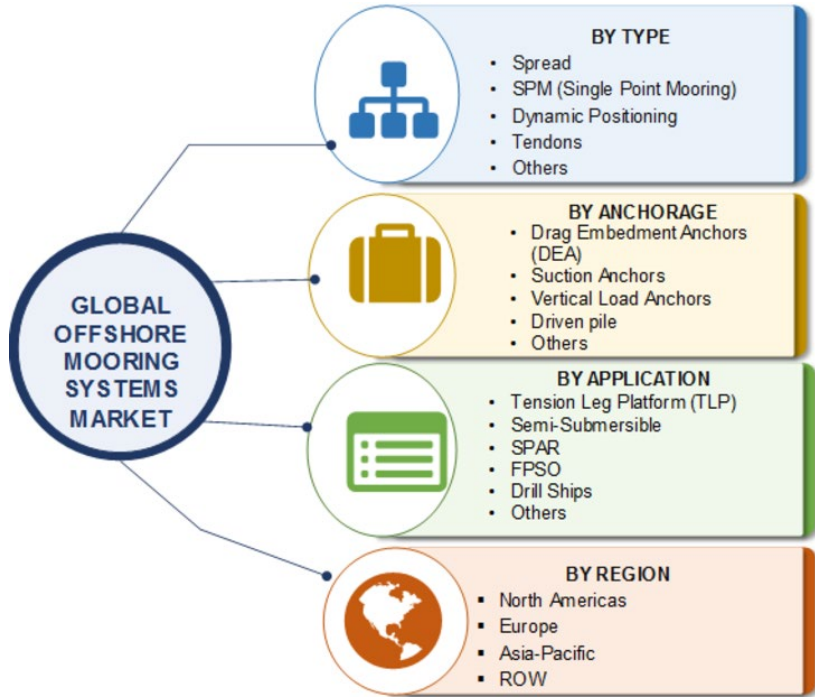 GLOBAL
OFFSHORE
MOORING
SYSTEMS
MARKET
BY TYPE
• Spread
• SPM (Single Point Mooring)
• Dynamic Positioning
• Tendons
• Others
BY ANCHORAGE
• Drag Embedment Anchors
(DEA)
• Suction Anchors
• Vertical Load Anchors
• Driven pile
• Others
BY APPLICATION
• Tension Leg Platform (TLP)
• Semi-Submersible
• SPAR
• FPSO
• Drill Ships
• Others
BY REGION
▪ North Americas
▪ Europe
▪ Asia-Pacific
▪ ROW